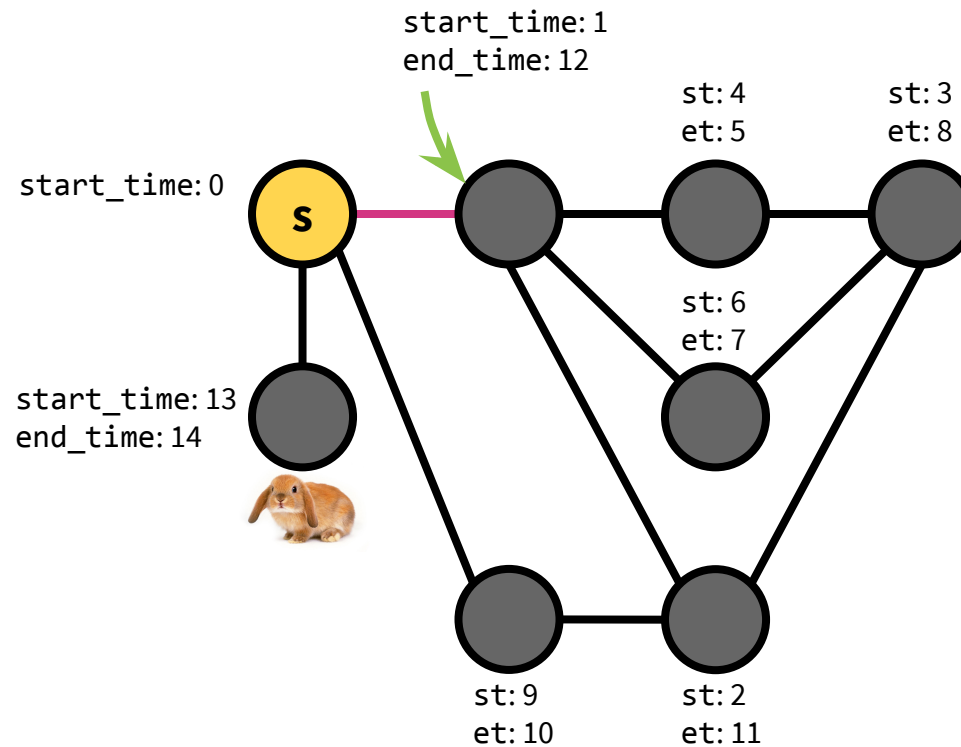 start_time: 1
end_time: 12
st: 4
et: 5
st: 3
et: 8
start_time: 0
s
st: 6
et: 7
start_time: 13
end_time: 14
st: 9
et: 10
st: 2
et: 11